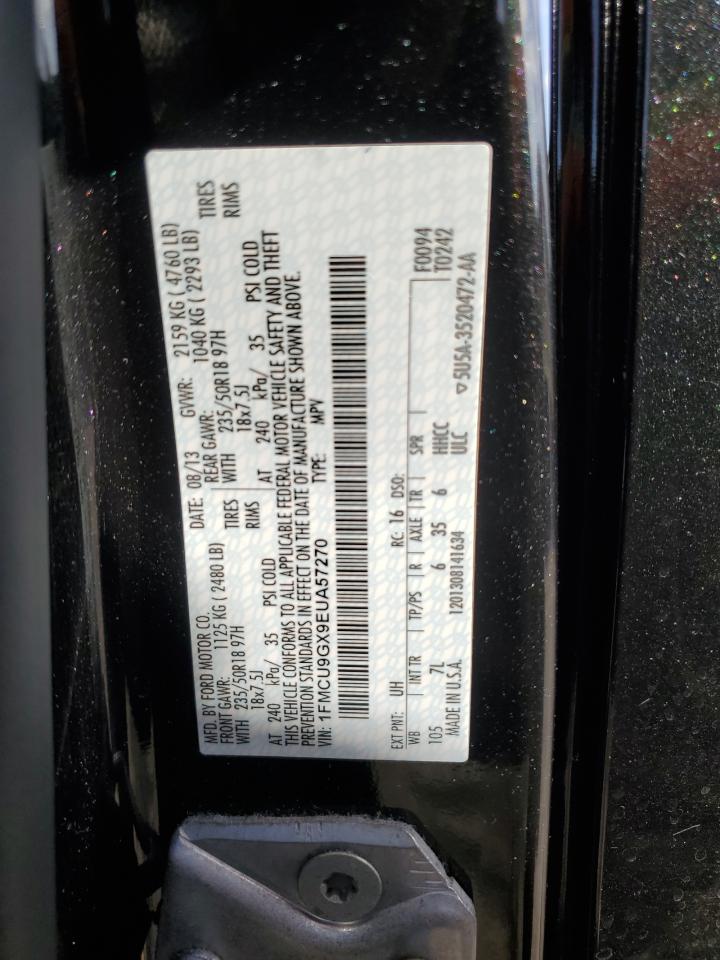 MFD. BY FORD MOTOR CO. DATE: 08/13 GVWR: 2159 KG ( 4760 LB)
FRONT GAWR: 1125 KG ( 2480 LB) REAR GAWR: 1040 KG ( 2293 LB)
WITH 235/50R18 97H TIRES WITH 235/50R18 97H TIRES
18x7.5J RIMS 18x7.5J RIMS
AT 240 kPa/ 35 PSI COLD AT 240 kPa/ 35 PSI COLD
THIS VEHICLE CONFORMS TO ALL APPLICABLE FEDERAL MOTOR VEHICLE SAFETY AND THEFT
PREVENTION STANDARDS IN EFFECT ON THE DATE OF MANUFACTURE SHOWN ABOVE.
VIN: 1FMCU9GX9EUA57270 TYPE: MPV
EXT PNT: UH RC: 16 DSO:
WB INT TR TP/PS R AXLE TR SPR F0094
105 7L 6 35 6 HHCC T0242
MADE IN U.S.A. 1201308141634 ULC ▽5U5A-3520472-AA